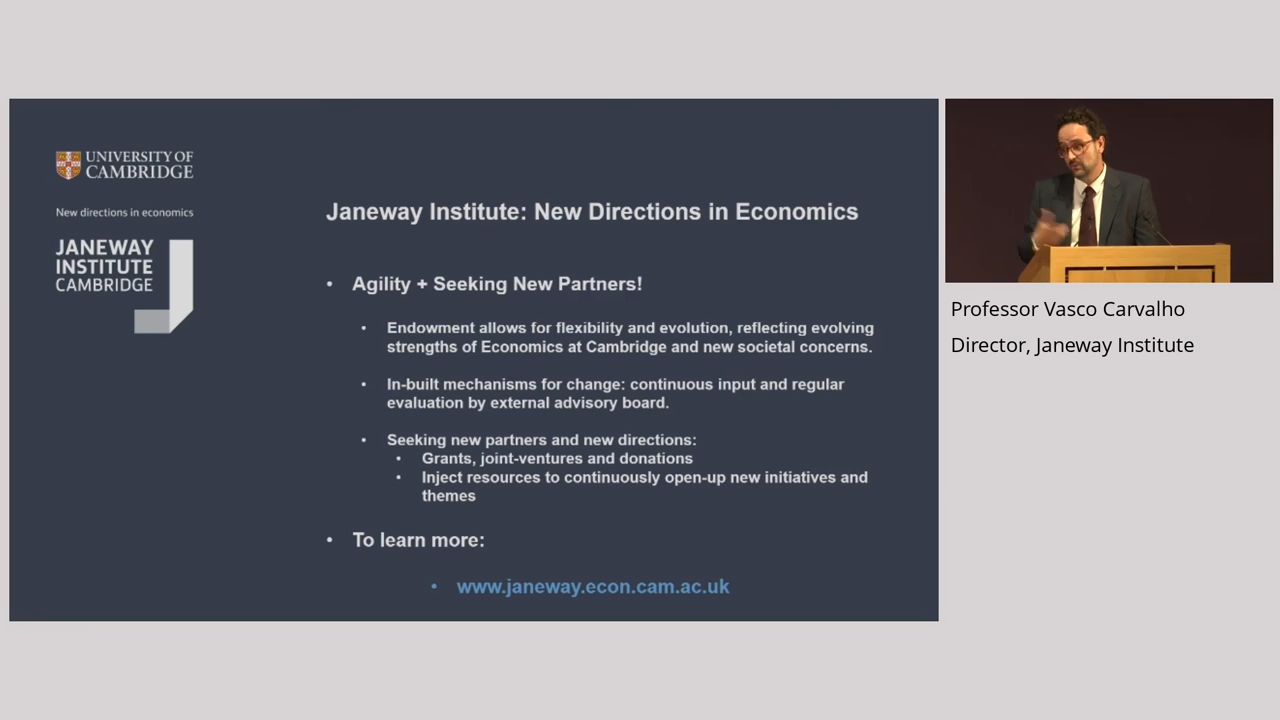 UNIVERSITY OF
CAMBRIDGE
New directions in economics
JANEWAY
INSTITUTE
CAMBRIDGE
Janeway Institute: New Directions in Economics
• Agility + Seeking New Partners!
• Endowment allows for flexibility and evolution, reflecting evolving
strengths of Economics at Cambridge and new societal concerns.
• In-built mechanisms for change: continuous input and regular
evaluation by external advisory board.
• Seeking new partners and new directions:
• Grants, joint-ventures and donations
• Inject resources to continuously open-up new initiatives and
themes
• To learn more:
• www.janeway.econ.cam.ac.uk
Professor Vasco Carvalho
Director, Janeway Institute